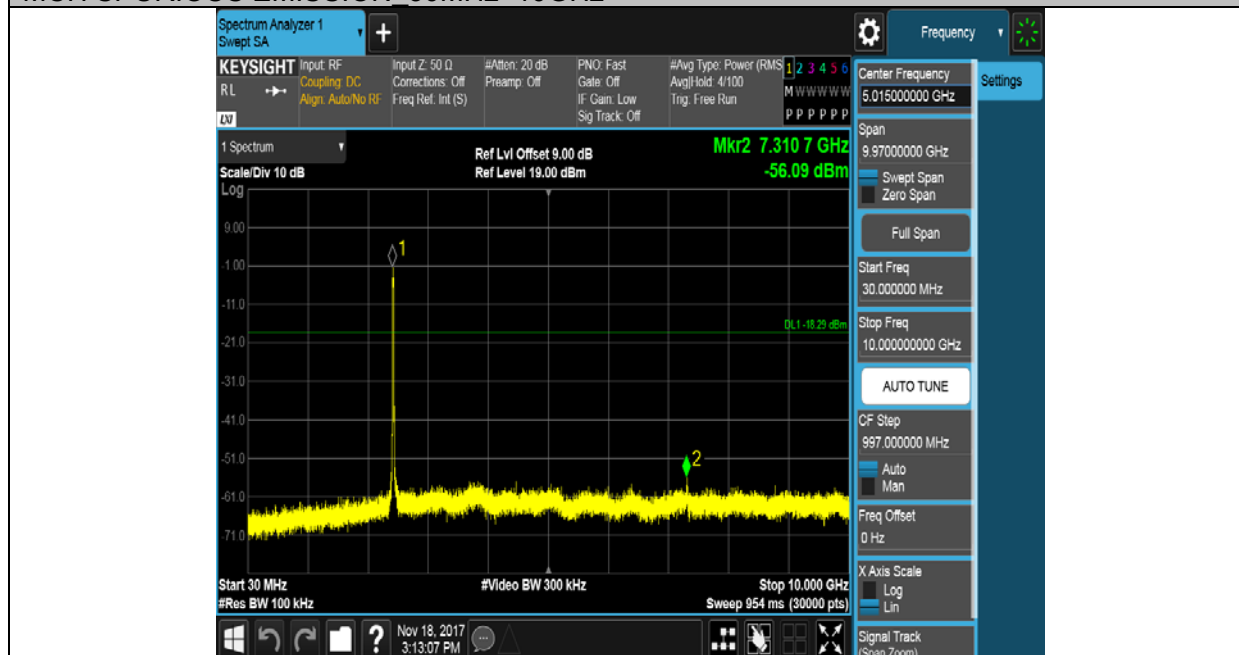 Spectrum Analyzer 1
Swept SA
+
Frequency
KEYSIGHT
RL
LXI
Input: RF
Coupling: DC
Align: Auto/No RF
Input Z: 50 Ω
Corrections: Off
Freq Ref: Int (S)
#Atten: 20 dB
Preamp: Off
PNO: Fast
Gate: Off
IF Gain: Low
Sig Track: Off
#Avg Type: Power (RMS
Avg|Hold: 4/100
Trig: Free Run
1 2 3 4 5 6
M W W W W W
P P P P P P
Center Frequency
5.015000000 GHz
Settings
1 Spectrum
Scale/Div 10 dB
Log
Ref Lvl Offset 9.00 dB
Ref Level 19.00 dBm
Mkr2 7.310 7 GHz
-56.09 dBm
9.00
-1.00
-11.0
-21.0
-31.0
-41.0
-51.0
-61.0
-71.0
1
DL1 -18.29 dBm
2
Start 30 MHz
#Res BW 100 kHz
#Video BW 300 kHz
Stop 10.000 GHz
Sweep 954 ms (30000 pts)
Span
9.97000000 GHz
Swept Span
Zero Span
Full Span
Start Freq
30.000000 MHz
Stop Freq
10.000000000 GHz
AUTO TUNE
CF Step
997.000000 MHz
Auto
Man
Freq Offset
0 Hz
X Axis Scale
Log
Lin
Signal Track
(Span Zoom)
?
Nov 18, 2017
3:13:07 PM